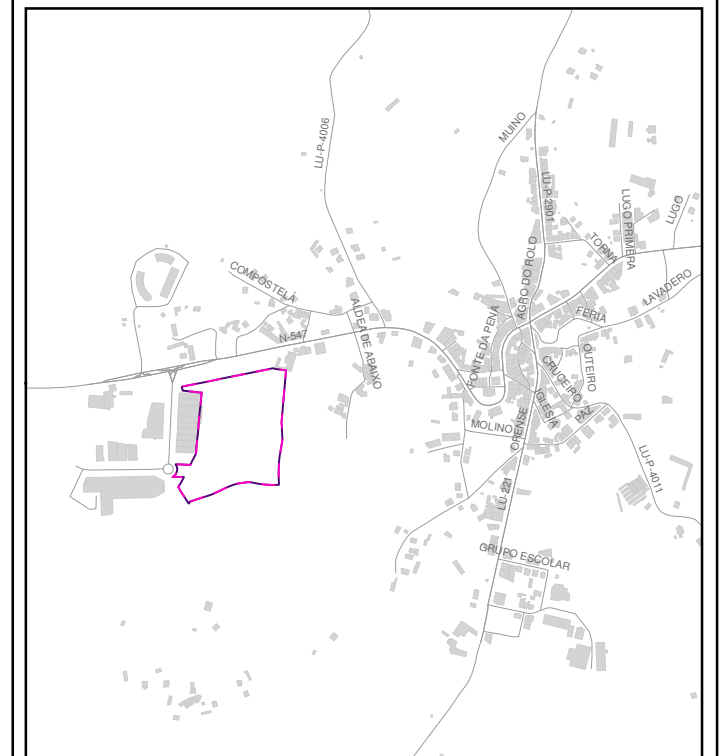 MUINO
LU-P-4006
LU-P-2901
LUGO PRIMERA
LUGO
TORNA
AGRO DO ROLO
COMPOSTELA
LAVADERO
FERIA
ALDEA DE ABAIXO
N-547
FONTE DA PENA
OUTEIRO
CRUCEIRO
IGLESIA
PAZ
MOLINO
ORENSE
LU-P-4011
LU-221
GRUPO ESCOLAR